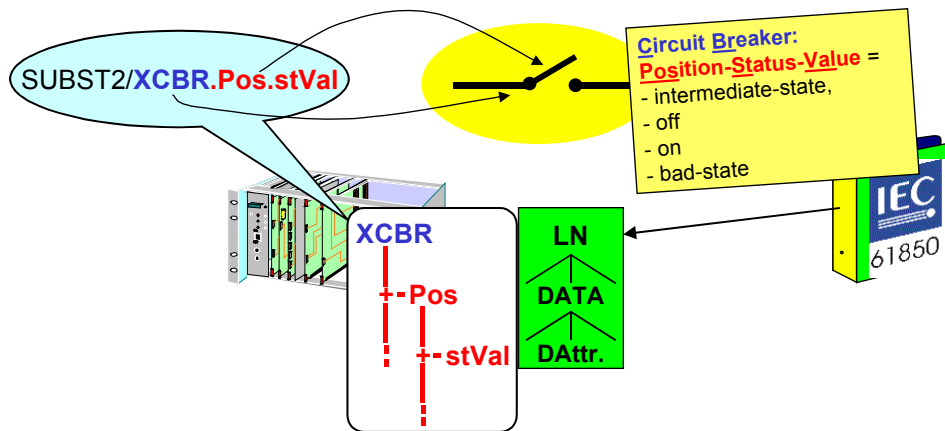 SUBST2/XCBR.Pos.stVal
Circuit Breaker:
Position-Status-Value =
- intermediate-state,
- off
- on
- bad-state
IEC
61850
XCBR
Pos
stVal
LN
DATA
DAttr.